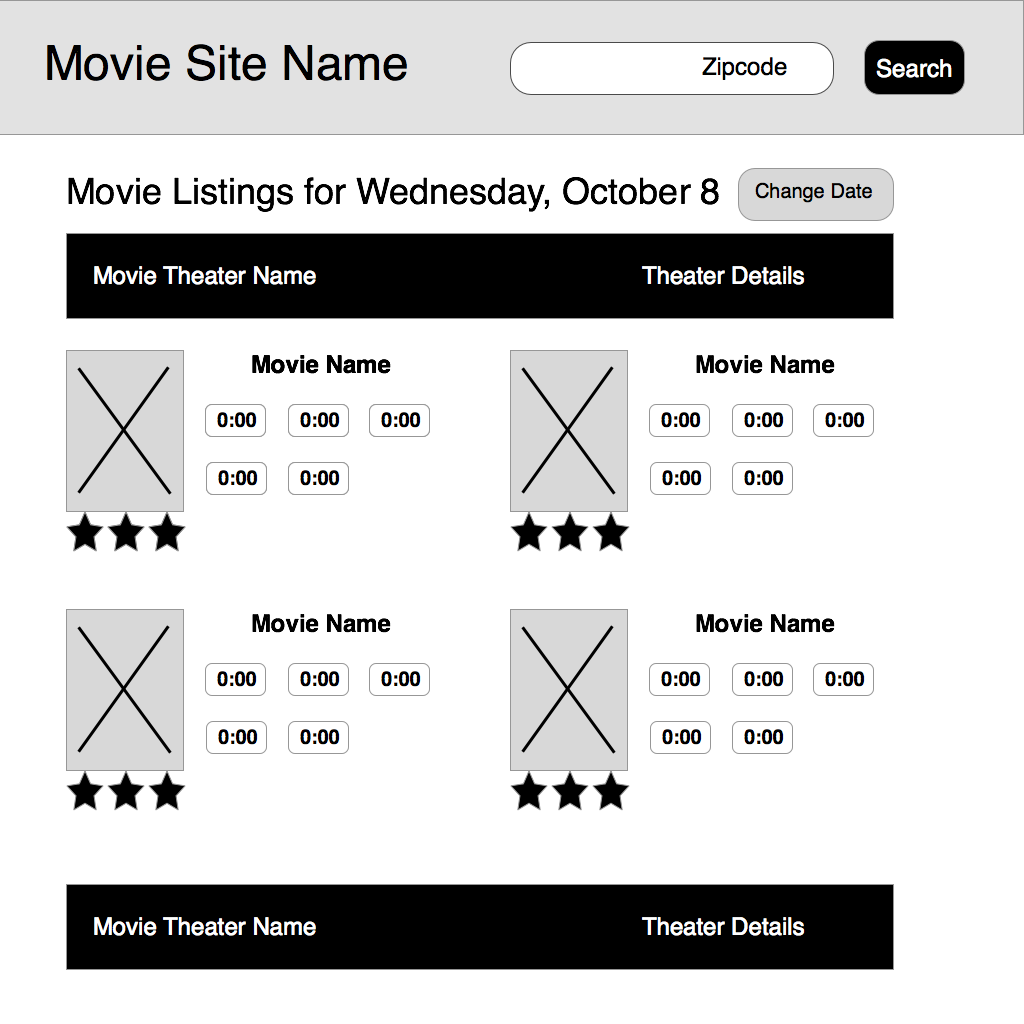 Movie Site Name
Zipcode
Search
Movie Listings for Wednesday, October 8
Change Date
Movie Theater Name
Theater Details
Movie Name
0:00 0:00 0:00
0:00 0:00
Movie Name
0:00 0:00 0:00
0:00 0:00
Movie Name
0:00 0:00 0:00
0:00 0:00
Movie Name
0:00 0:00 0:00
0:00 0:00
Movie Theater Name
Theater Details